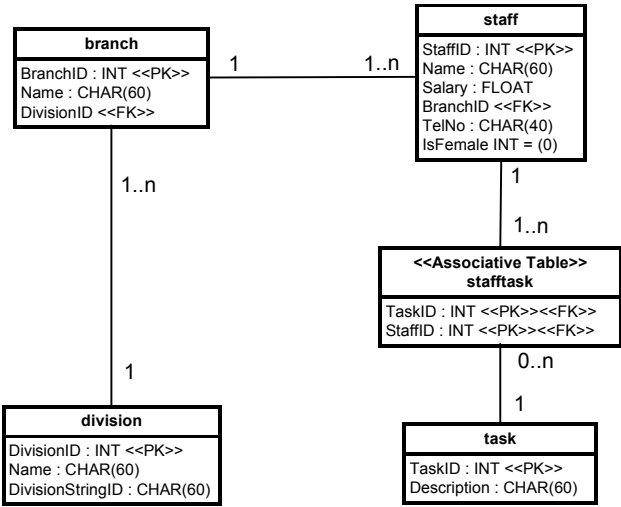 branch
BranchID : INT <<PK>>
Name : CHAR(60)
DivisionID <<FK>>
1
1..n
staff
StaffID : INT <<PK>>
Name : CHAR(60)
Salary : FLOAT
BranchID <<FK>>
TelNo : CHAR(40)
IsFemale INT = (0)
1..n
1
1
1..n
<<Associative Table>>
stafftask
TaskID : INT <<PK>><<FK>>
StaffID : INT <<PK>><<FK>>
0..n
1
division
DivisionID : INT <<PK>>
Name : CHAR(60)
DivisionStringID : CHAR(60)
task
TaskID : INT <<PK>>
Description : CHAR(60)